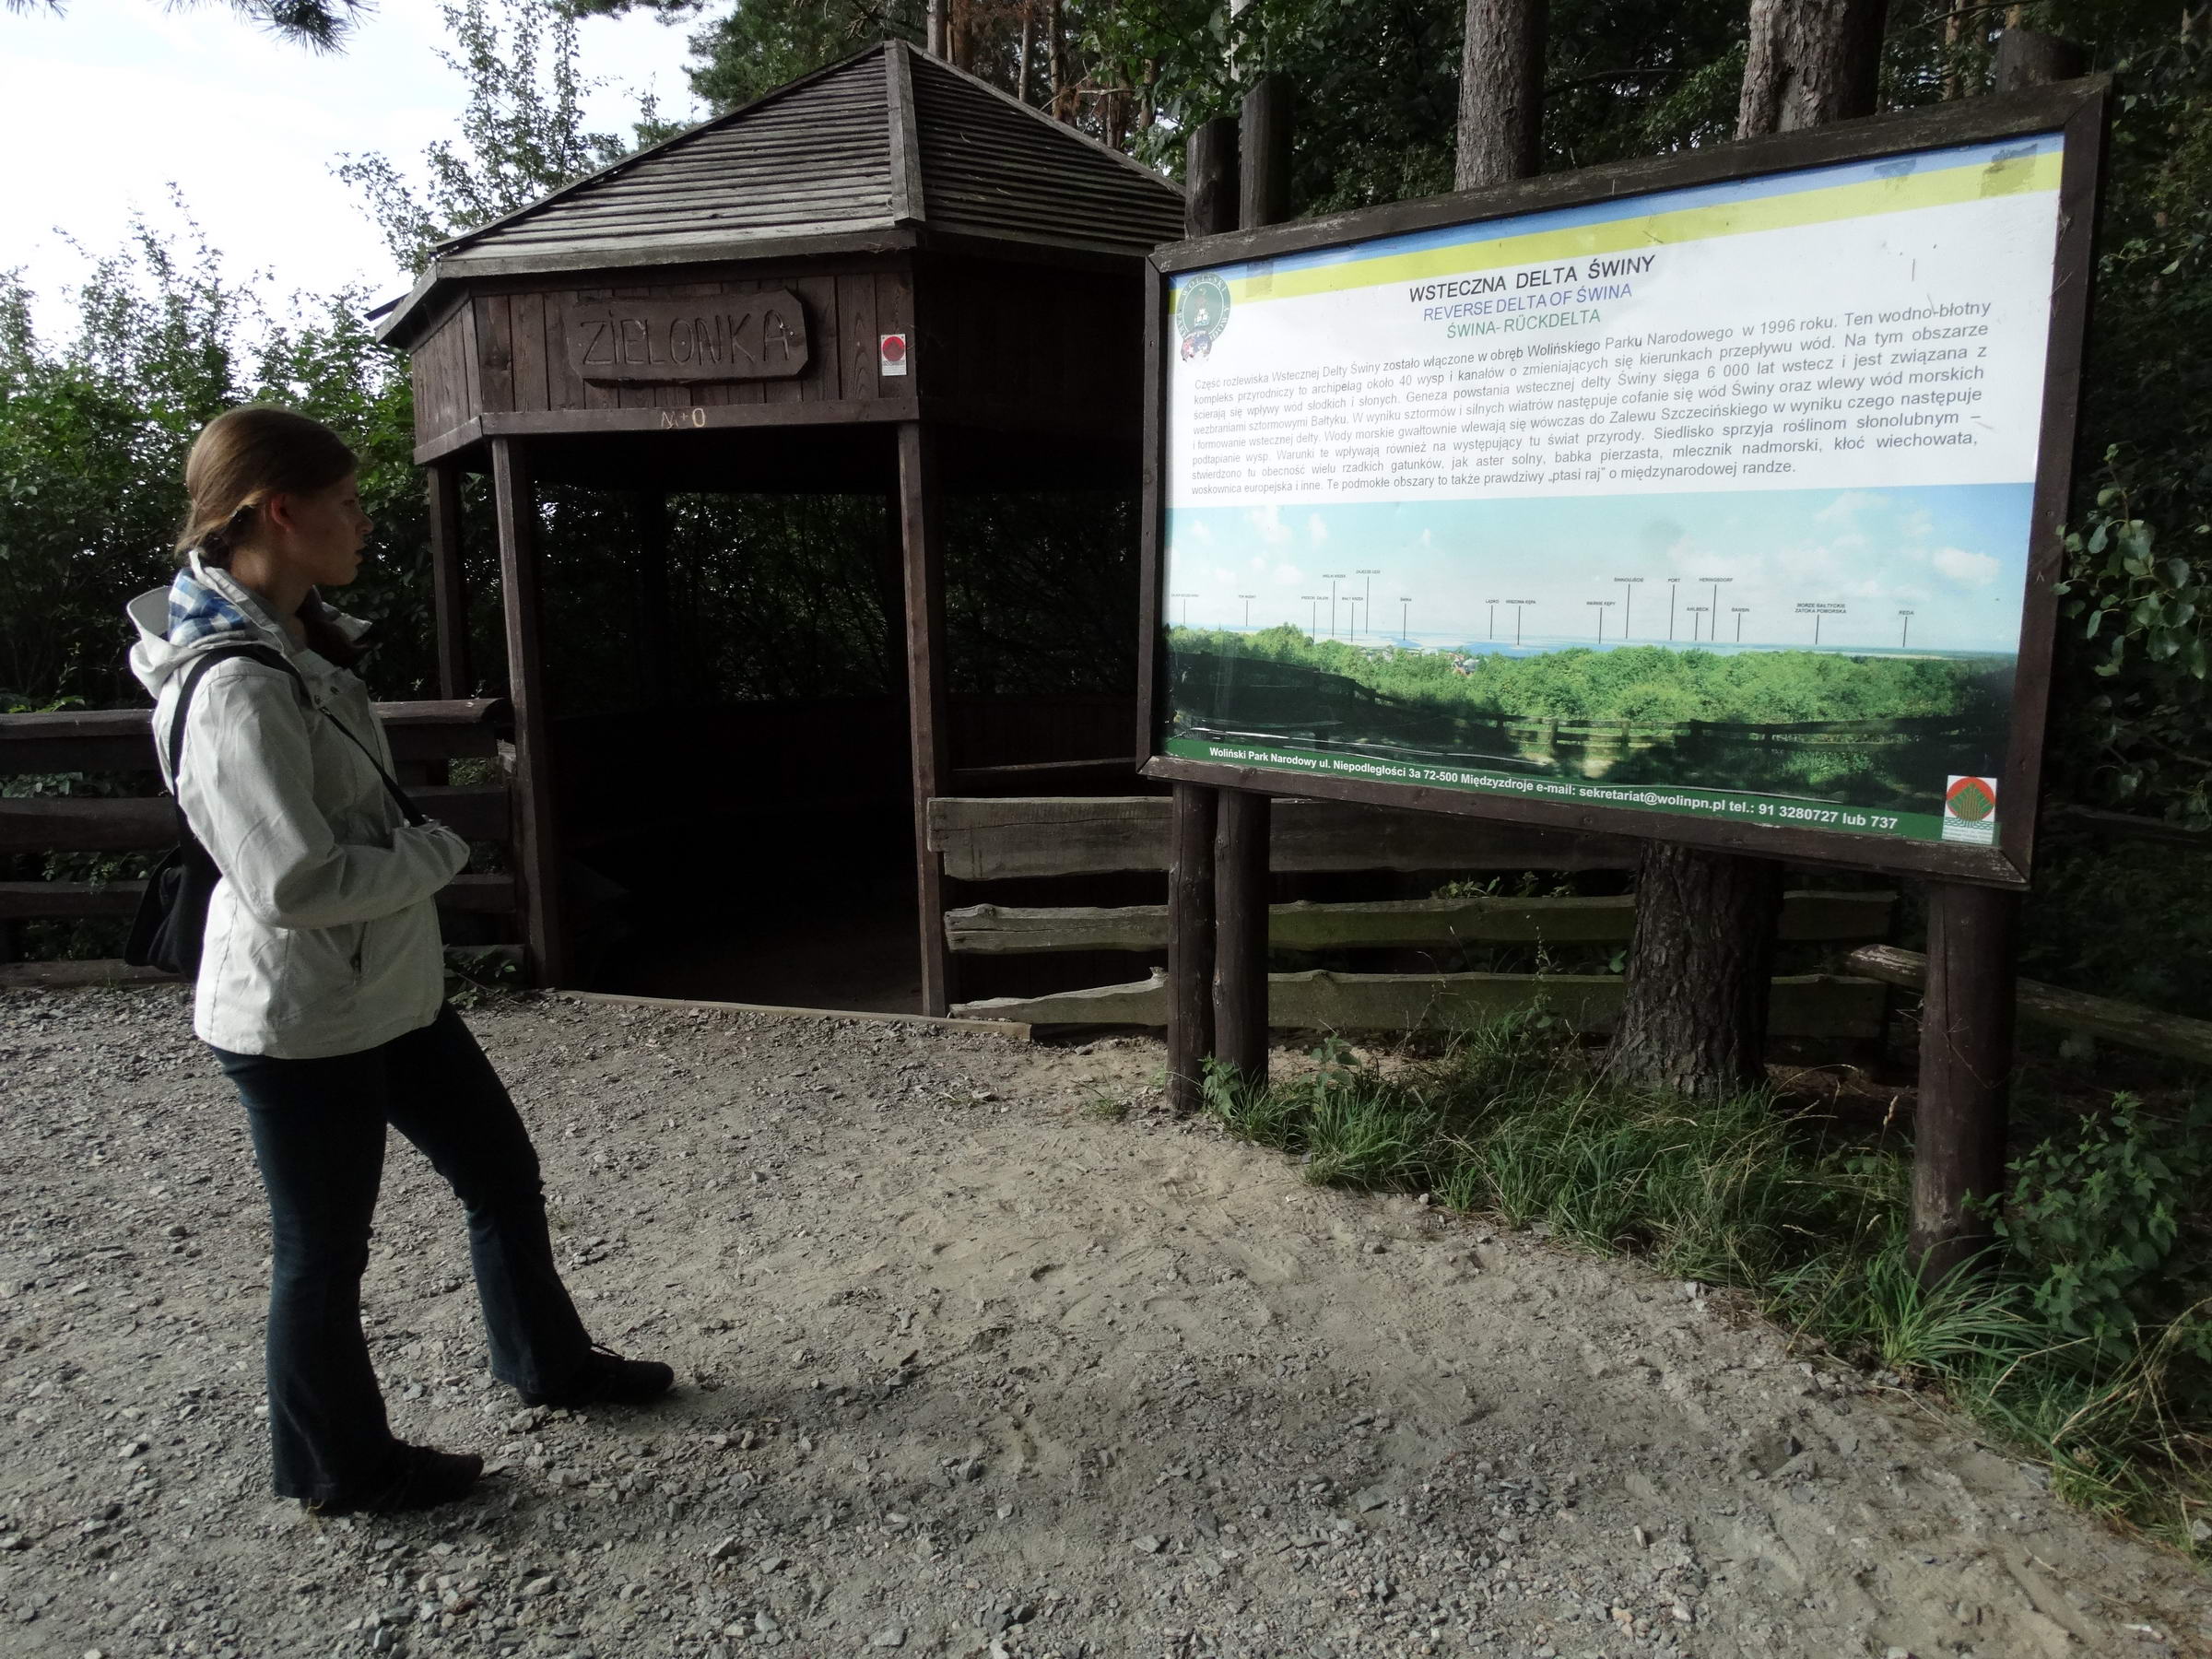 ZIELONKA
M+O
WSTECZNA DELTA ŚWINY
REVERSE DELTA OF ŚWINA
ŚWINA-RÜCKDELTA
Część rozlewiska Wstecznej Delty Świny zostało włączone w obręb Wolińskiego Parku Narodowego w 1996 roku. Ten wodno-błotny
kompleks przyrodniczy to archipelag około 40 wysp i kanałów o zmieniających się kierunkach przepływu wód. Na tym obszarze
ścierają się wpływy wód słodkich i słonych. Geneza powstania wstecznej delty Świny sięga 6 000 lat wstecz i jest związana z
wezbraniami sztormowymi Bałtyku. W wyniku sztormów i silnych wiatrów następuje cofanie się wód Świny oraz wlewy wód morskich
i formowanie wstecznej delty. Wody morskie gwałtownie wlewają się wówczas do Zalewu Szczecińskiego w wyniku czego następuje
podtapianie wysp. Warunki te wpływają również na występujący tu świat przyrody. Siedlisko sprzyja roślinom słonolubnym –
stwierdzono tu obecność wielu rzadkich gatunków, jak aster solny, babka pierzasta, mlecznik nadmorski, kłoć wiechowata,
woskownica europejska i inne. Te podmokłe obszary to także prawdziwy „ptasi raj” o międzynarodowej randze.
PORT
AHLBECK
BANSIN
MORZE BAŁTYCKIE
ZATOKA POMORSKA
Woliński Park Narodowy ul. Niepodległości 3a 72-500 Międzyzdroje e-mail: sekretariat@wolinpn.pl tel.: 91 3280727 lub 737